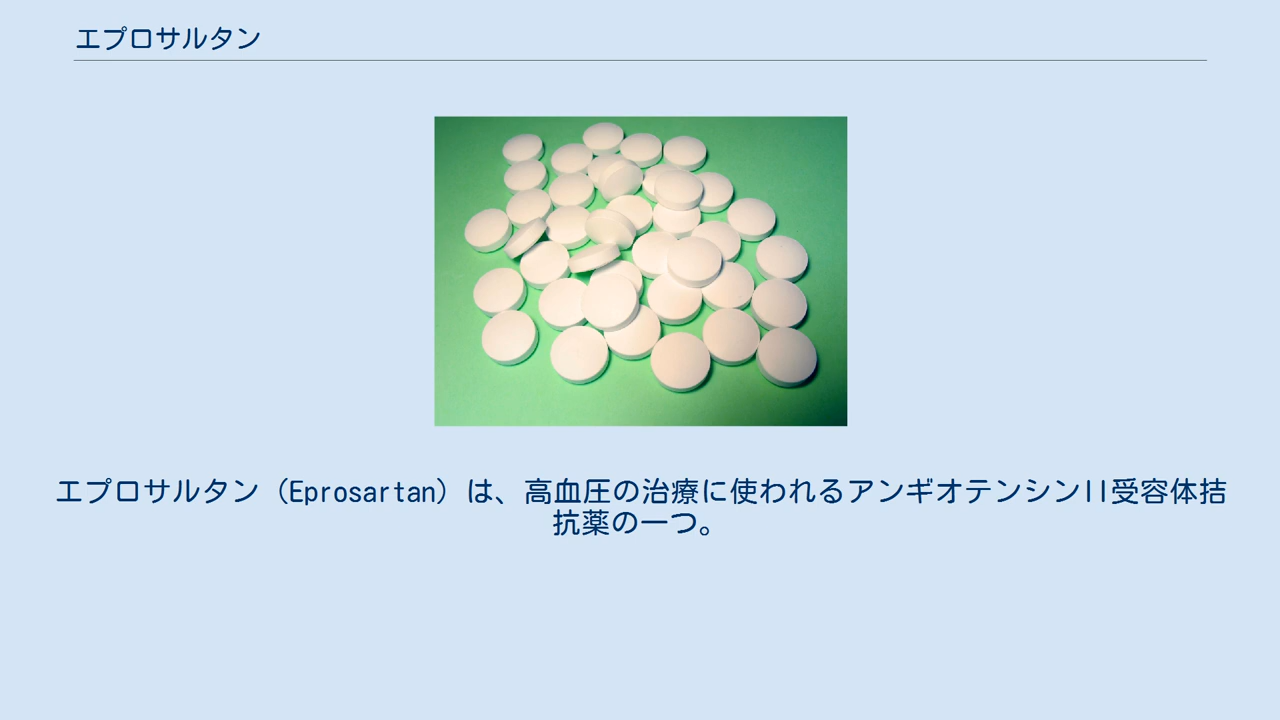 エプロサルタン
エプロサルタン（Eprosartan）は、高血圧の治療に使われるアンギオテンシンII受容体拮
抗薬の一つ。